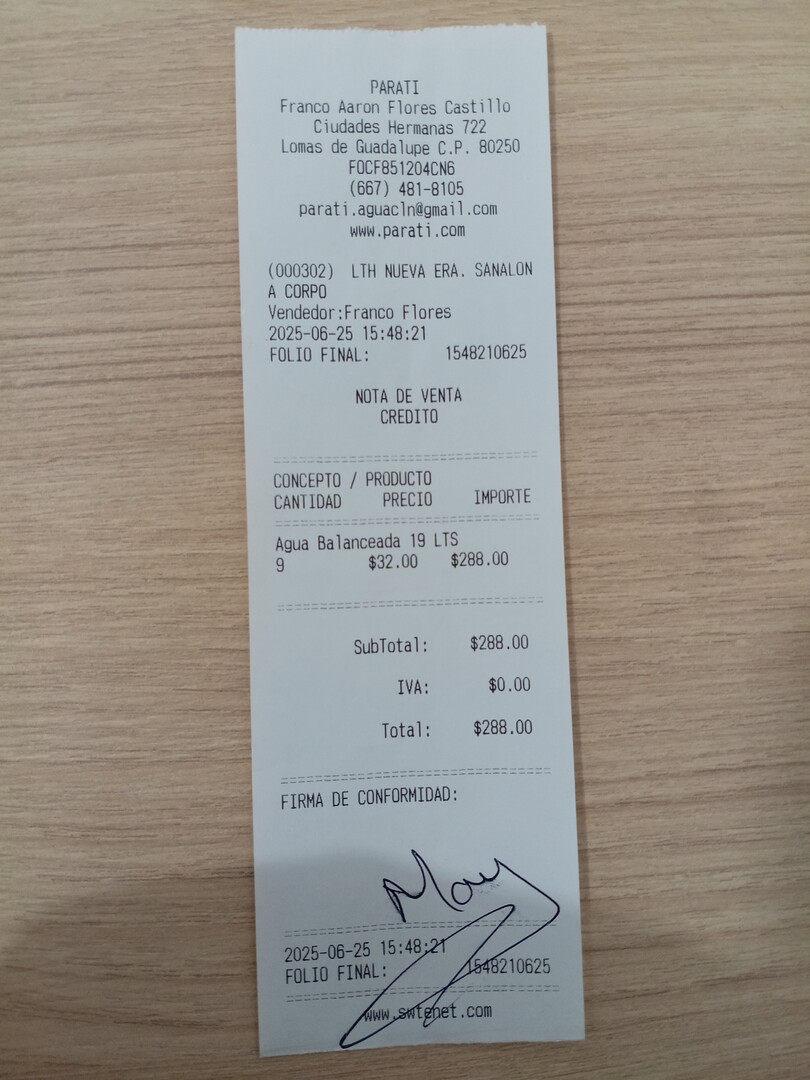 PARATI
Franco Aaron Flores Castillo
Ciudades Hermanas 722
Lomas de Guadalupe C.P. 80250
FOCF851204CN6
(667) 481-8105
parati.aguacln@gmail.com
www.parati.com
(000302) LTH NUEVA ERA. SANALON
A CORPO
Vendedor:Franco Flores
2025-06-25 15:48:21
FOLIO FINAL: 1548210625
NOTA DE VENTA
CREDITO
CONCEPTO / PRODUCTO
CANTIDAD PRECIO IMPORTE
Agua Balanceada 19 LTS
9 $32.00 $288.00
SubTotal: $288.00
IVA: $0.00
Total: $288.00
FIRMA DE CONFORMIDAD:
2025-06-25 15:48:21
FOLIO FINAL: 1548210625
www.swtenet.com